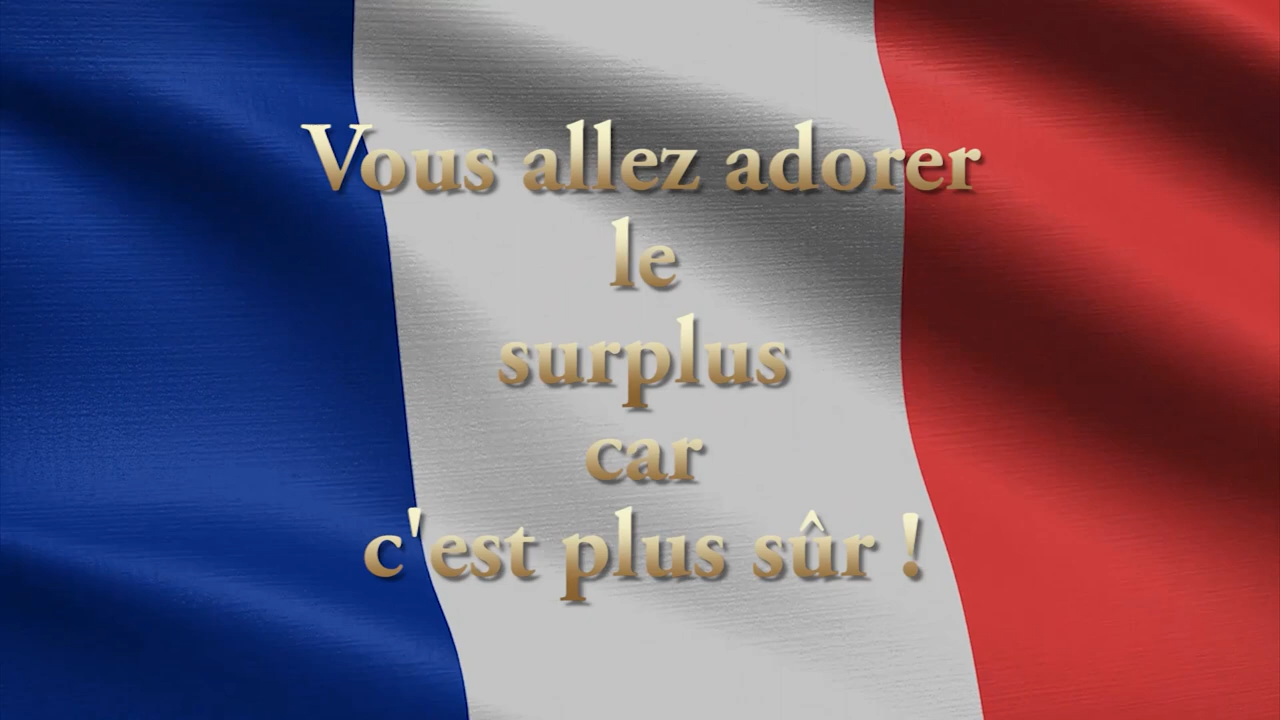 Vous allez adorer
le
surplus
car
c'est plus sûr !